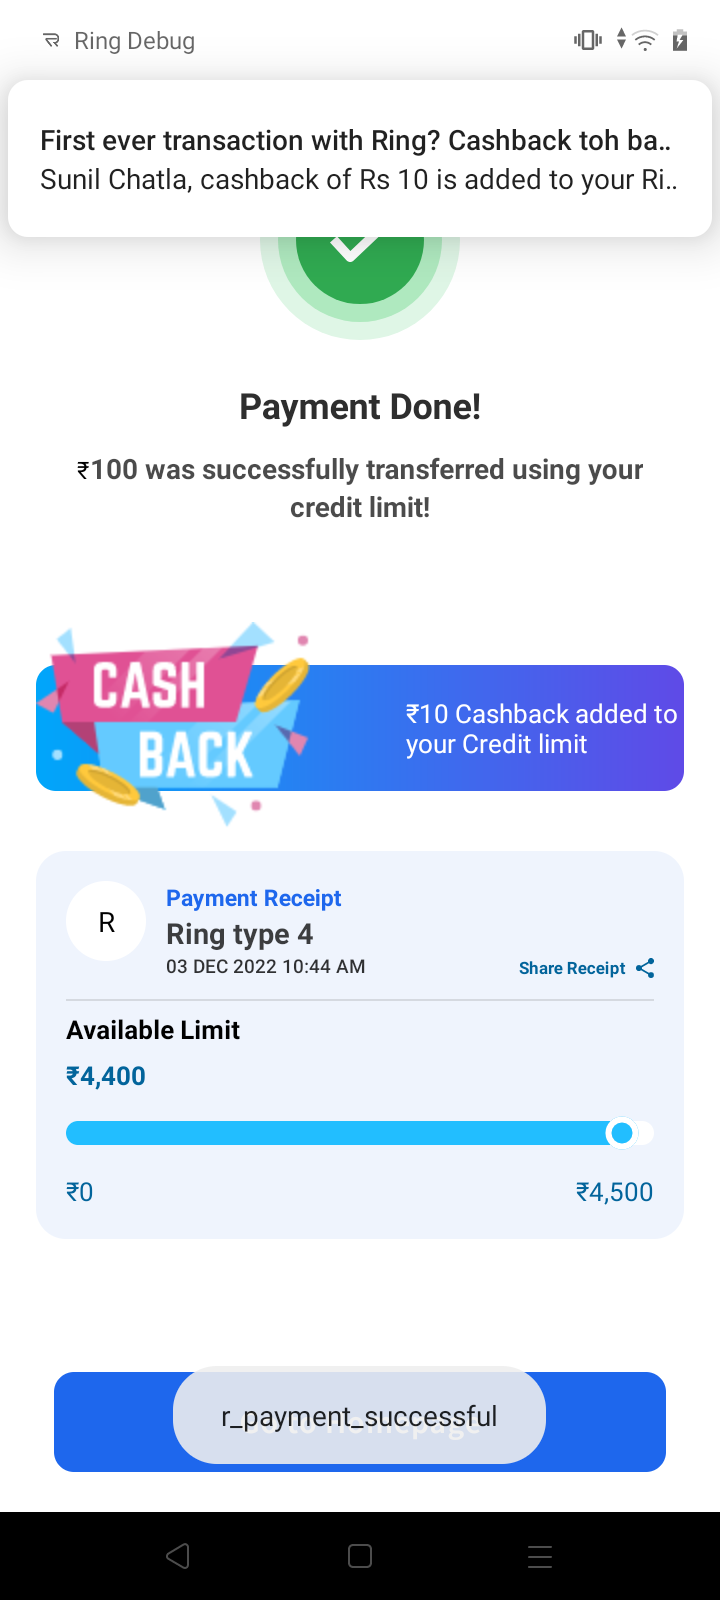 Ring Debug
First ever transaction with Ring? Cashback toh ba..
Sunil Chatla, cashback of Rs 10 is added to your Ri..
Payment Done!
₹100 was successfully transferred using your
credit limit!
CASH
BACK
₹10 Cashback added to
your Credit limit
R
Payment Receipt
Ring type 4
03 DEC 2022 10:44 AM
Share Receipt
Available Limit
₹4,400
₹0
₹4,500
Go to Homepage
r_payment_successful